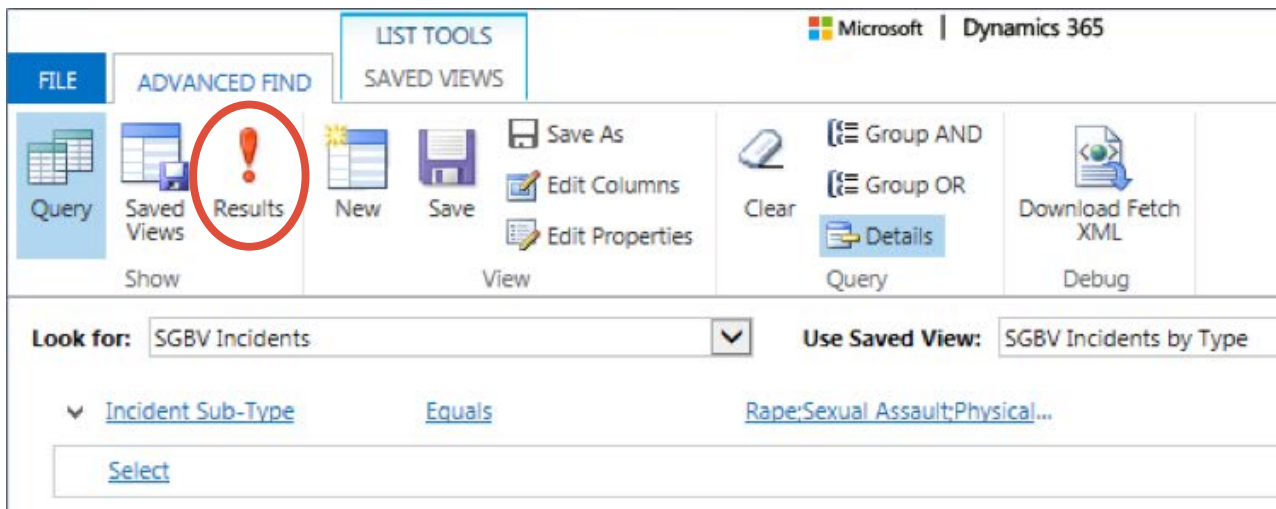 LIST TOOLS
Microsoft | Dynamics 365
FILE
ADVANCED FIND
SAVED VIEWS
Query
Saved Views
Results
New
Save
Save As
Edit Columns
Edit Properties
Clear
Group AND
Group OR
Details
Download Fetch XML
Show
View
Query
Debug
Look for: SGBV Incidents
Use Saved View: SGBV Incidents by Type
Incident Sub-Type Equals Rape;Sexual Assault;Physical...
Select